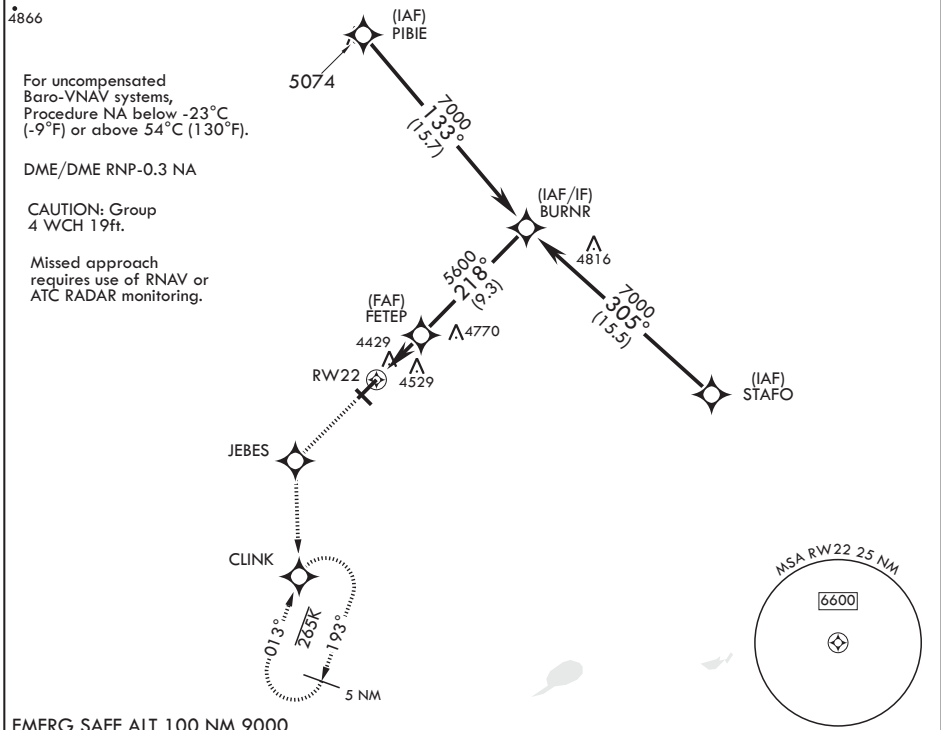 4866
(IAF)
PIBIE
5074
For uncompensated
Baro-VNAV systems,
Procedure NA below -23°C
(-9°F) or above 54°C (130°F).
DME/DME RNP-0.3 NA
CAUTION: Group
4 WCH 19ft.
Missed approach
requires use of RNAV or
ATC RADAR monitoring.
7000
133°
(15.7)
(IAF/IF)
BURNR
4816
5600
218°
(9.3)
7000
305°
(15.5)
(FAF)
FETEP
4770
4429
4529
RW22
(IAF)
STAFO
JEBES
CLINK
013°
265K
193°
5 NM
MSA RW22 25 NM
6600
EMERG SAFE ALT 100 NM 9000